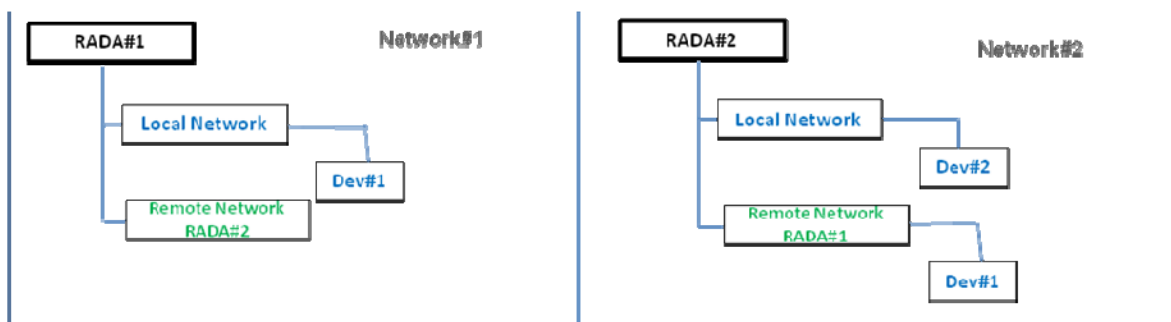 RADA#1
Network#1
Local Network
Dev#1
Remote Network
RADA#2
RADA#2
Network#2
Local Network
Dev#2
Remote Network
RADA#1
Dev#1